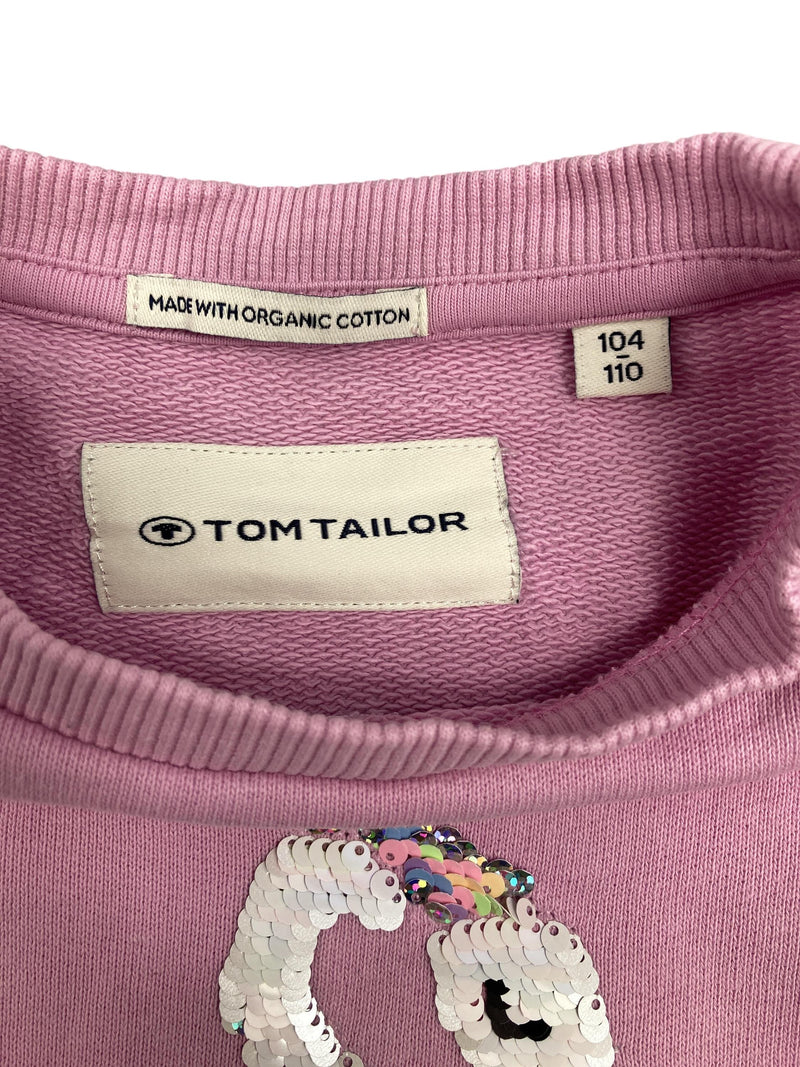 MADE WITH ORGANIC COTTON
104
110
TOM TAILOR